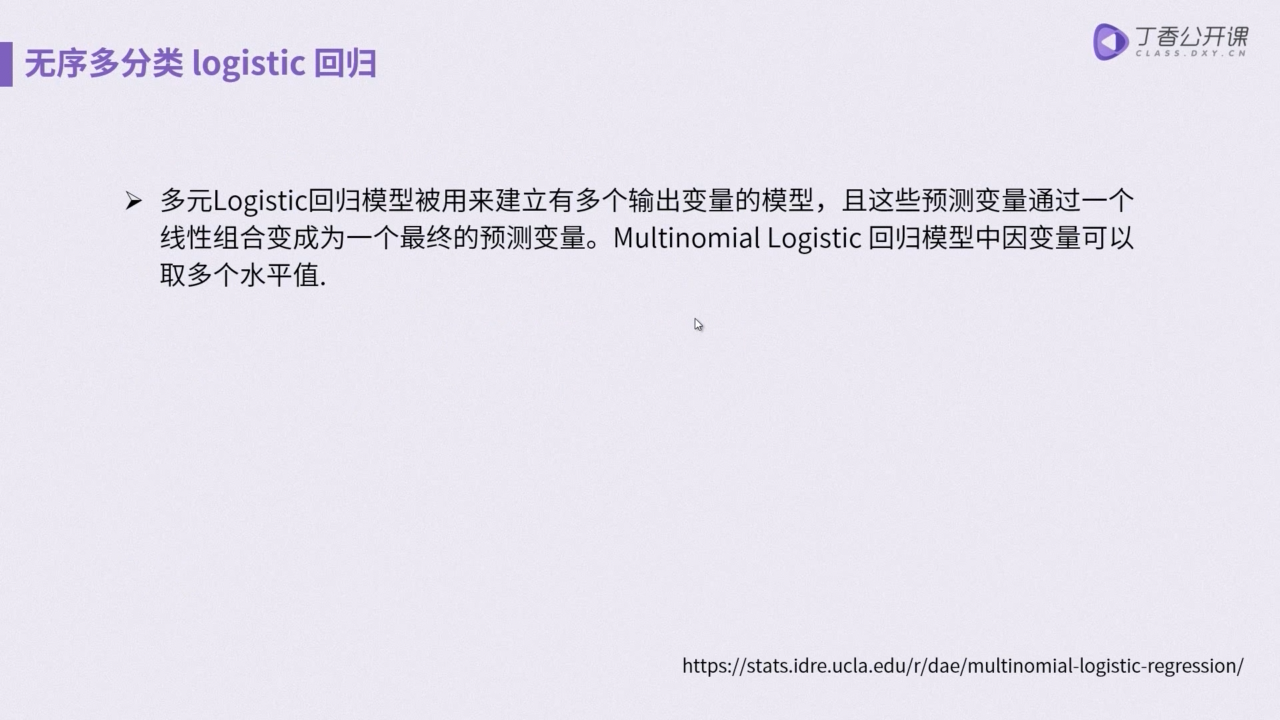 无序多分类 logistic 回归
丁香公开课
CLASS.DXY.CN
多元Logistic回归模型被用来建立有多个输出变量的模型，且这些预测变量通过一个
线性组合变成为一个最终的预测变量。Multinomial Logistic 回归模型中因变量可以
取多个水平值.
https://stats.idre.ucla.edu/r/dae/multinomial-logistic-regression/